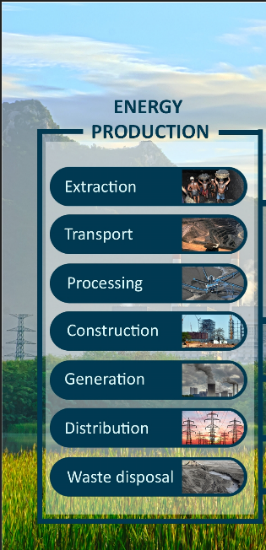 ENERGY
PRODUCTION
Extraction
Transport
Processing
Construction
Generation
Distribution
Waste disposal